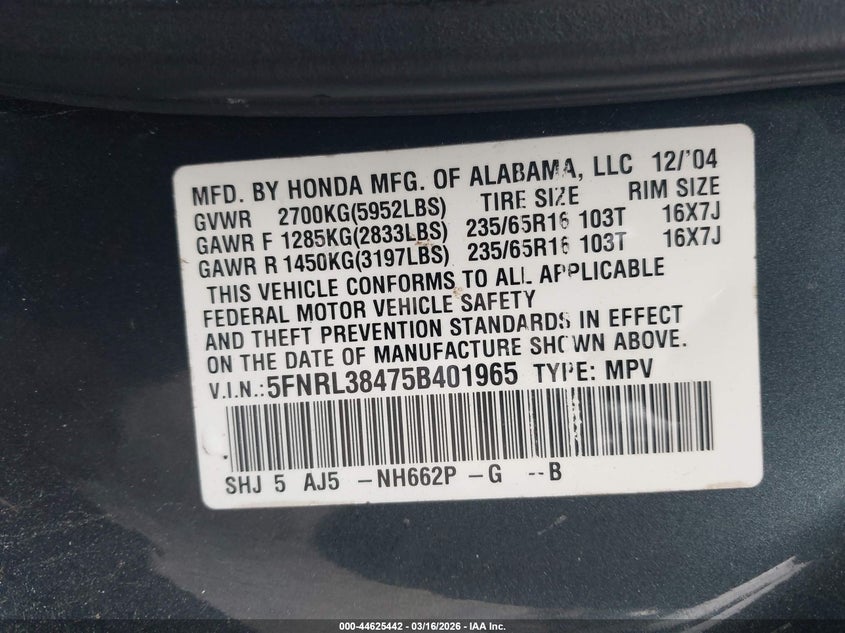 MFD. BY HONDA MFG. OF ALABAMA, LLC 12/'04
GVWR 2700KG(5952LBS) TIRE SIZE RIM SIZE
GAWR F 1285KG(2833LBS) 235/65R16 103T 16X7J
GAWR R 1450KG(3197LBS) 235/65R16 103T 16X7J
THIS VEHICLE CONFORMS TO ALL APPLICABLE
FEDERAL MOTOR VEHICLE SAFETY
AND THEFT PREVENTION STANDARDS IN EFFECT
ON THE DATE OF MANUFACTURE SHOWN ABOVE.
V.I.N.:5FNRL38475B401965 TYPE: MPV
SHJ 5 AJ5 -NH662P -G --B
000-44625442 - 03/16/2026 - IAA Inc.